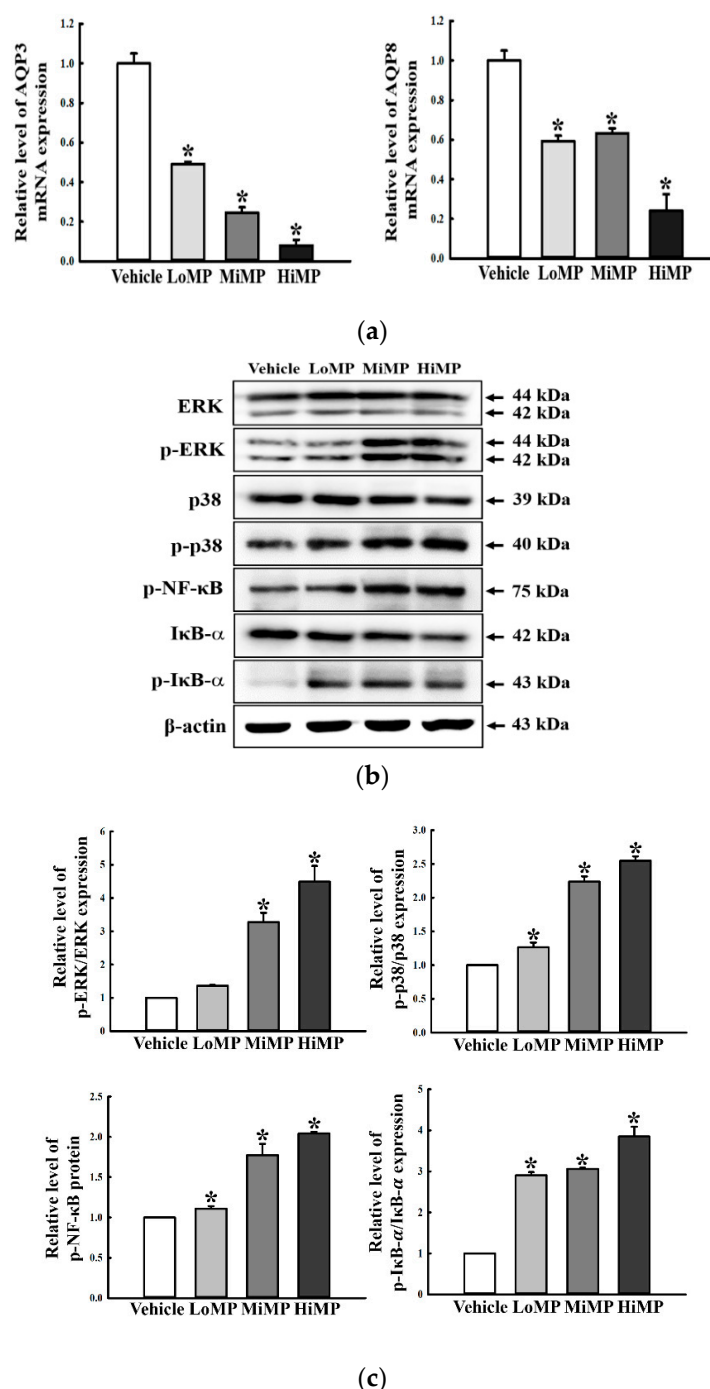 Relative level of AQP3
mRNA expression
1.2
1.0
0.8
0.6
0.4
0.2
0.0
*
*
*
Vehicle LoMP MiMP HiMP
Relative level of AQP8
mRNA expression
1.2
1.0
0.8
0.6
0.4
0.2
0.0
*
*
*
Vehicle LoMP MiMP HiMP
(a)
Vehicle LoMP MiMP HiMP
ERK
44 kDa
42 kDa
p-ERK
44 kDa
42 kDa
p38
39 kDa
p-p38
40 kDa
p-NF-κB
75 kDa
IκB-α
42 kDa
p-IκB-α
43 kDa
β-actin
43 kDa
(b)
Relative level of
p-ERK/ERK expression
6
5
4
3
2
1
0
*
*
Vehicle LoMP MiMP HiMP
Relative level of
p-p38/p38 expression
3.0
2.5
2.0
1.5
1.0
0.5
0.0
*
*
*
Vehicle LoMP MiMP HiMP
Relative level of
p-NF-κB protein
2.5
2.0
1.5
1.0
0.5
0.0
*
*
*
Vehicle LoMP MiMP HiMP
Relative level of
p-IκB-α/IκB-α expression
5
4
3
2
1
0
*
*
*
Vehicle LoMP MiMP HiMP
(c)